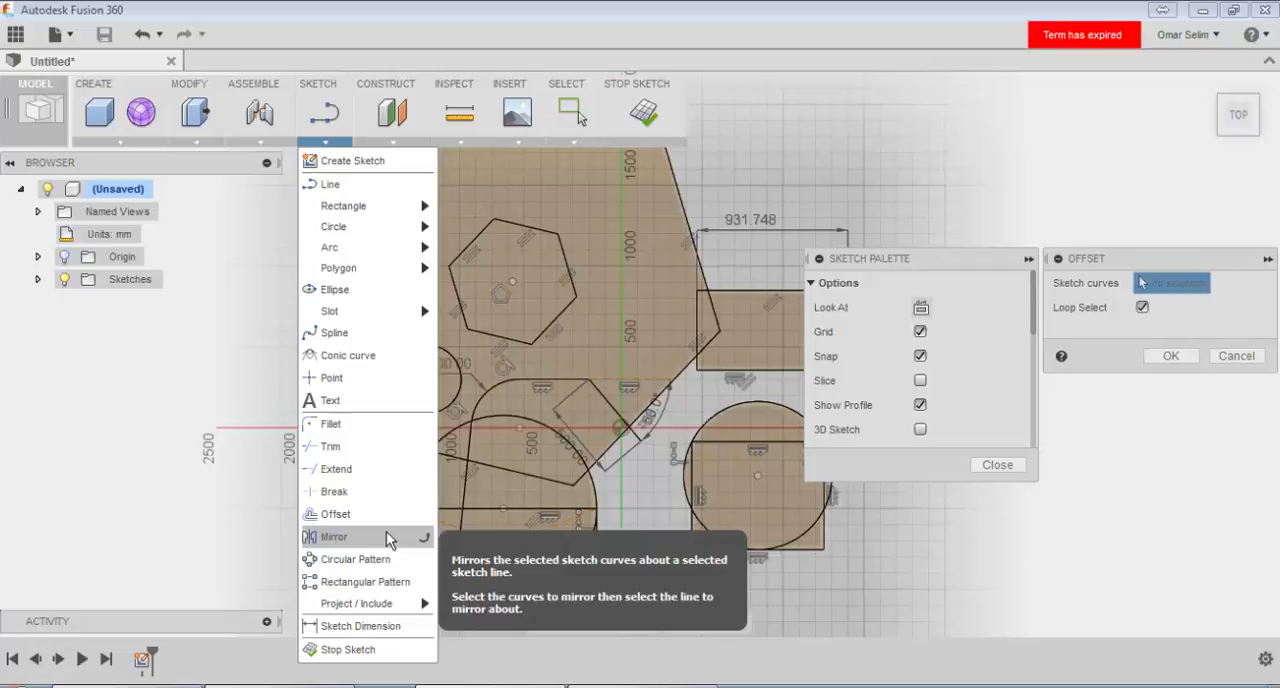 Autodesk Fusion 360
Term has expired
Omar Selim
Untitled*
MODEL
CREATE
MODIFY
ASSEMBLE
SKETCH
CONSTRUCT
INSPECT
INSERT
SELECT
STOP SKETCH
TOP
BROWSER
(Unsaved)
Named Views
Units: mm
Origin
Sketches
Create Sketch
Line
Rectangle
Circle
Arc
Polygon
Ellipse
Slot
Spline
Conic curve
Point
Text
Fillet
Trim
Extend
Break
Offset
Mirror
Circular Pattern
Rectangular Pattern
Project / Include
Sketch Dimension
Stop Sketch
Mirrors the selected sketch curves about a selected
sketch line.
Select the curves to mirror then select the line to
mirror about.
1500
1000
500
931.748
2500
2000
1000
500
SKETCH PALETTE
Options
Look At
Grid
Snap
Slice
Show Profile
3D Sketch
Close
OFFSET
Sketch curves
Loop Select
OK
Cancel
ACTIVITY